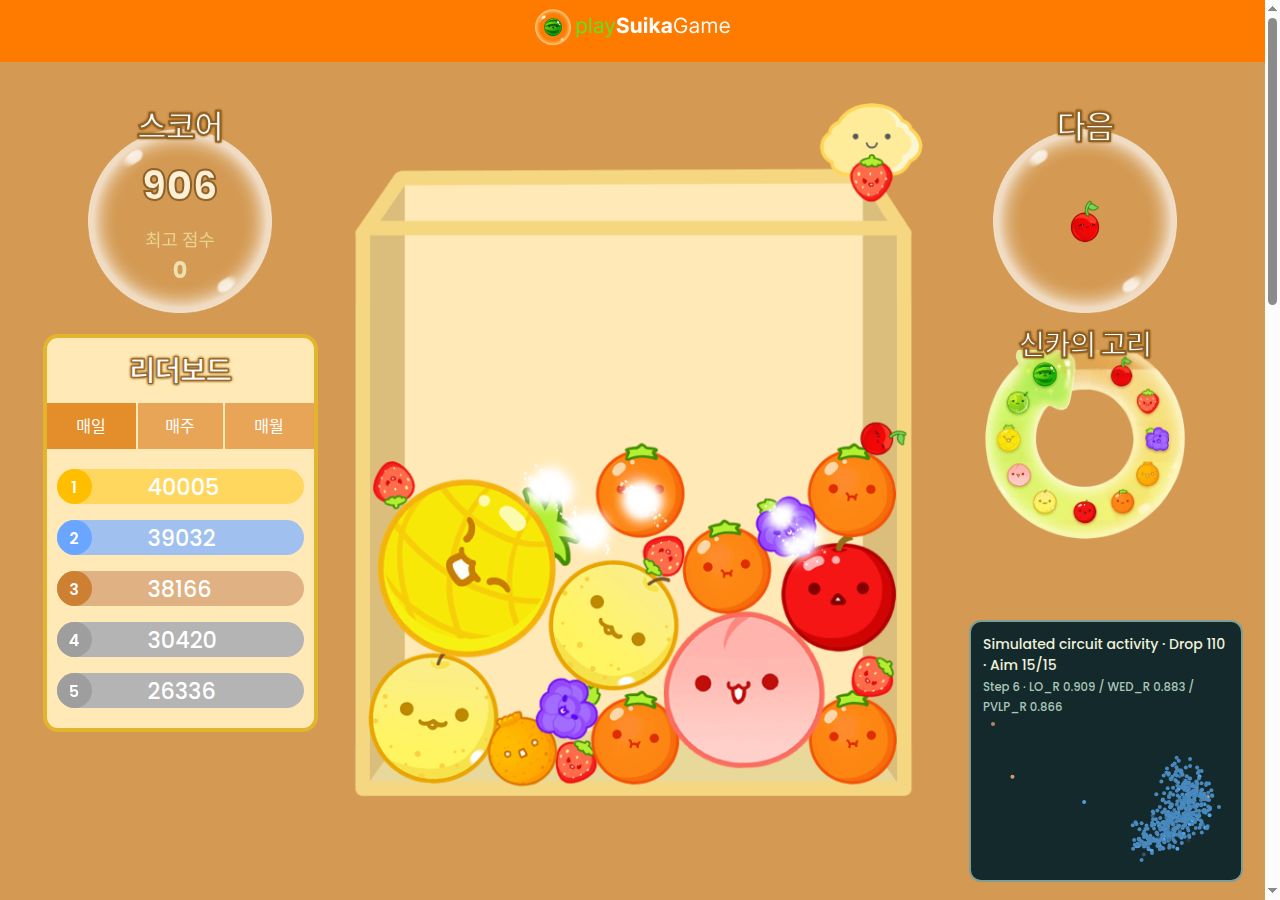 playSuikaGame
스코어
906
최고 점수
0
리더보드
매일 매주 매월
1 40005
2 39032
3 38166
4 30420
5 26336
다음
신카의 고리
Simulated circuit activity · Drop 110
· Aim 15/15
Step 6 · LO_R 0.909 / WED_R 0.883 /
PVLP_R 0.866